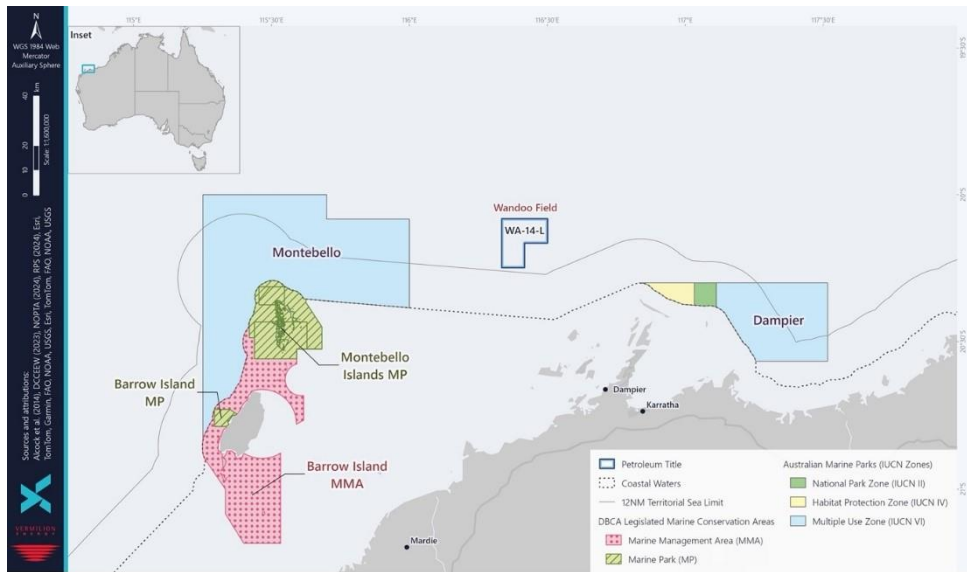 N
WGS 1984 Web
Mercator
Auxiliary Sphere
0 10 20 40
km
Scale: 1:1,600,000
Sources and attributions:
Alcock et al. (2014), DCCEEW (2023), NOPTA (2024), RPS (2024), Esri,
TomTom, Garmin, FAO, NOAA, USGS, Esri, TomTom, FAO, NOAA, USGS
VERMILION
ENERGY
Inset
115°E
115°30'E
116°E
116°30'E
117°E
117°30'E
19°30'S
20°S
20°30'S
Wandoo Field
WA-14-L
Montebello
Dampier
Montebello
Islands MP
Barrow Island
MP
Barrow Island
MMA
Dampier
Karratha
Mardie
Petroleum Title
Coastal Waters
12NM Territorial Sea Limit
DBCA Legislated Marine Conservation Areas
Marine Management Area (MMA)
Marine Park (MP)
Australian Marine Parks (IUCN Zones)
National Park Zone (IUCN II)
Habitat Protection Zone (IUCN IV)
Multiple Use Zone (IUCN VI)